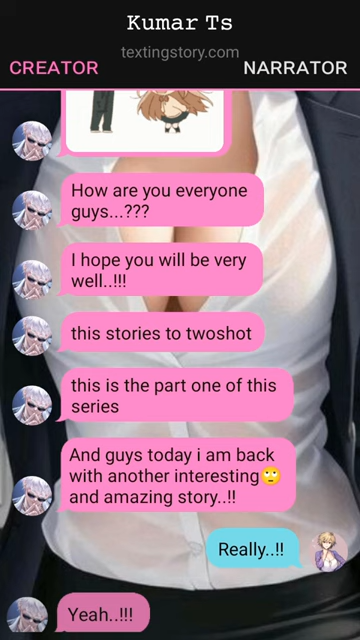 Kumar Ts
textingstory.com
CREATOR
NARRATOR
How are you everyone
guys...???
I hope you will be very
well..!!!
this stories to twoshot
this is the part one of this
series
And guys today i am back
with another interesting🙄
and amazing story..!!
Really..!!
Yeah..!!!